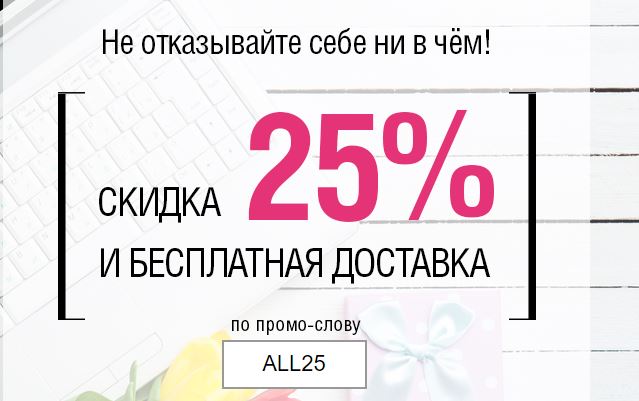 Не отказывайте себе ни в чём!
СКИДКА 25%
И БЕСПЛАТНАЯ ДОСТАВКА
по промо-слову
ALL25